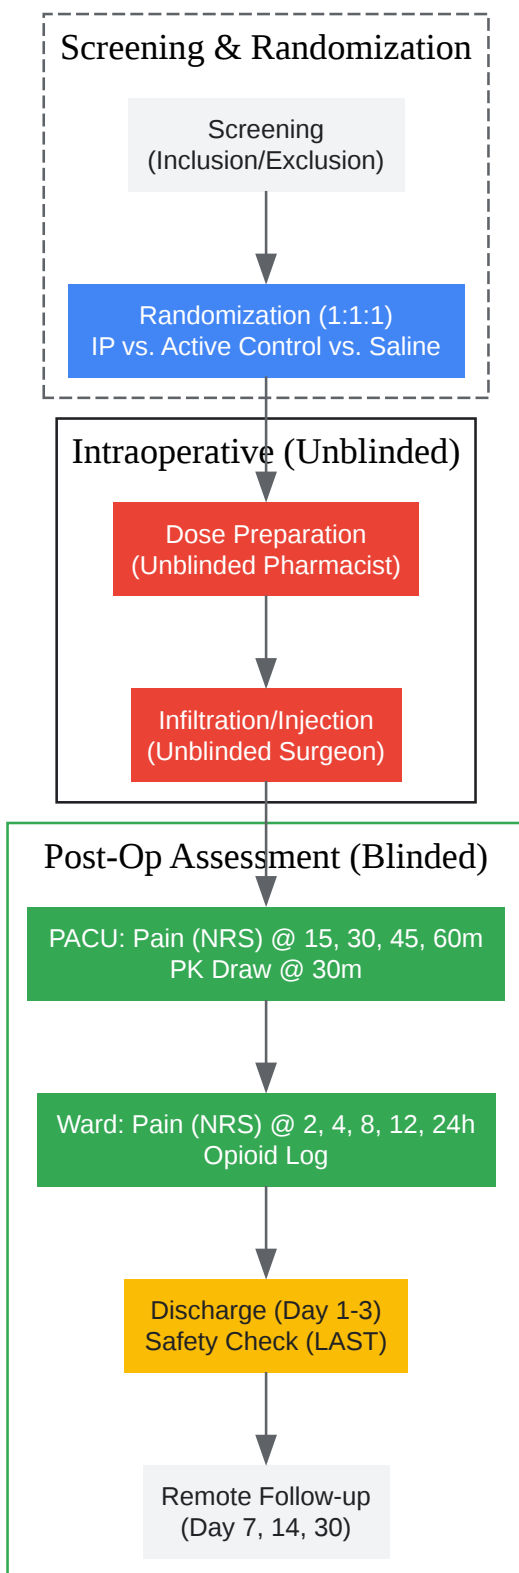 Screening & Randomization
Screening
(Inclusion/Exclusion)
Randomization (1:1:1)
IP vs. Active Control vs. Saline
Intraoperative (Unblinded)
Dose Preparation
(Unblinded Pharmacist)
Infiltration/Injection
(Unblinded Surgeon)
Post-Op Assessment (Blinded)
PACU: Pain (NRS) @ 15, 30, 45, 60m
PK Draw @ 30m
Ward: Pain (NRS) @ 2, 4, 8, 12, 24h
Opioid Log
Discharge (Day 1-3)
Safety Check (LAST)
Remote Follow-up
(Day 7, 14, 30)